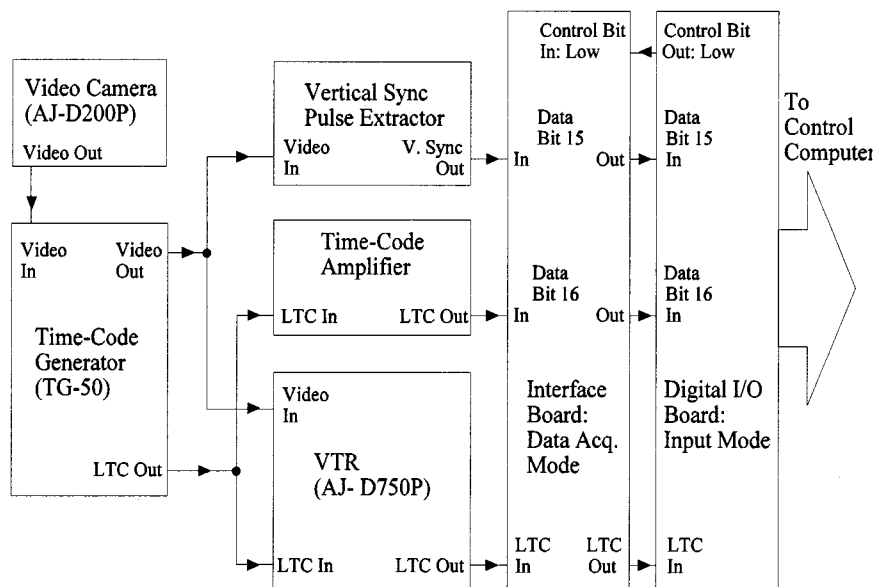 Video Camera
(AJ-D200P)
Video Out
Video
In
Video
Out
Time-Code
Generator
(TG-50)
LTC Out
Vertical Sync
Pulse Extractor
Video
In
V. Sync
Out
Time-Code
Amplifier
LTC In
LTC Out
Video
In
VTR
(AJ- D750P)
LTC In
LTC Out
Control Bit
In: Low
Data
Bit 15
In
Out
Data
Bit 16
In
Out
Interface
Board:
Data Acq.
Mode
LTC
In
LTC
Out
Control Bit
Out: Low
Data
Bit 15
In
Data
Bit 16
In
Digital I/O
Board:
Input Mode
LTC
In
To
Control
Computer